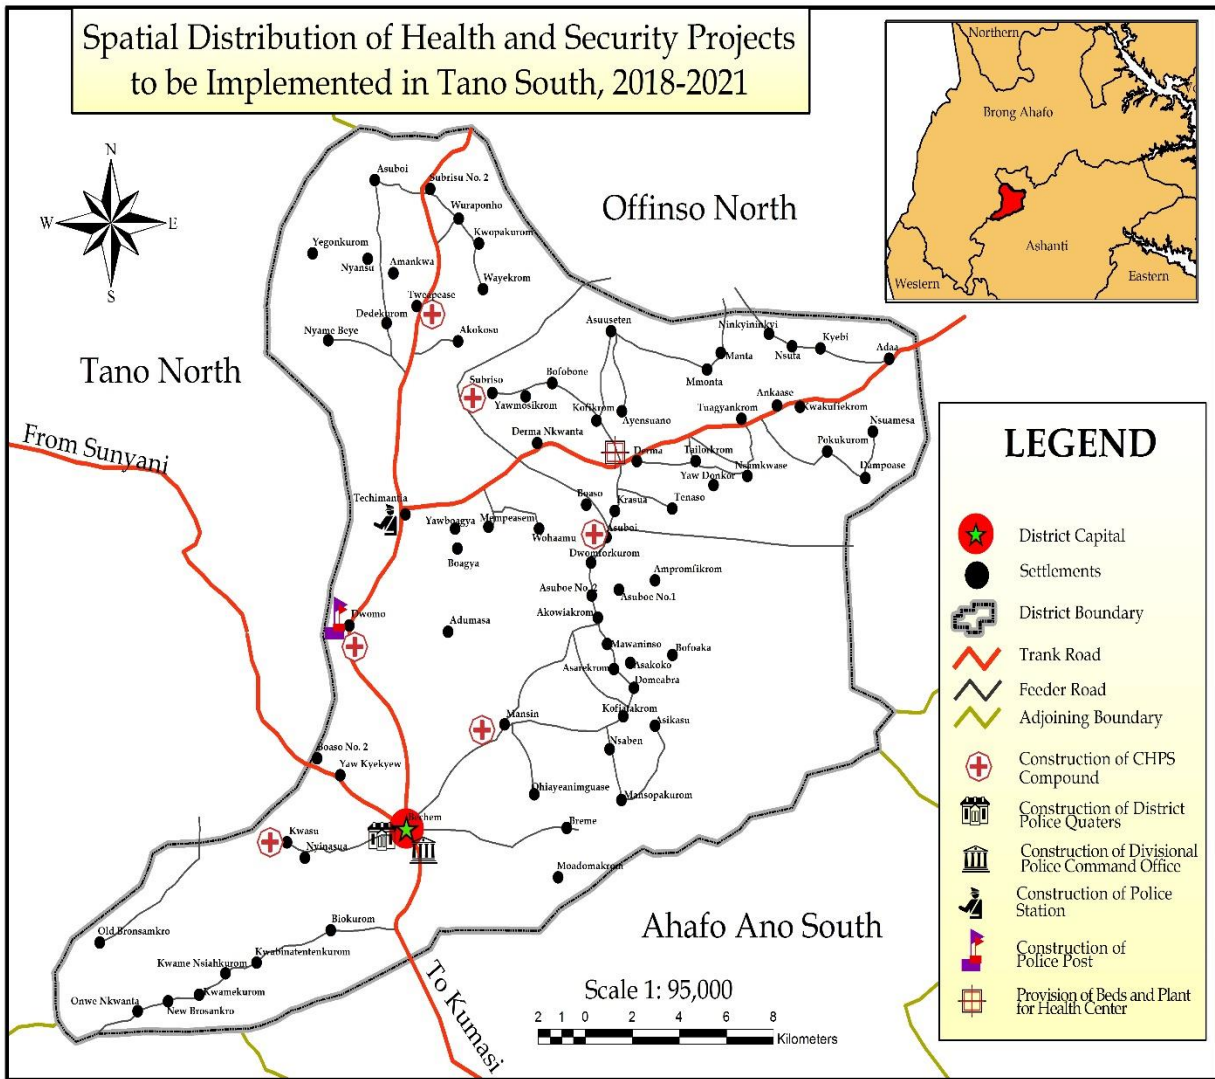 Spatial Distribution of Health and Security Projects
to be Implemented in Tano South, 2018-2021
Northern
Brong Ahafo
Ashanti
Western
Eastern
N
W
E
S
Offinso North
Tano North
Ahafo Ano South
From Sunyani
To Kumasi
Asuboi
Subrisu No. 2
Wuraponho
Kwopakurom
Yegonkurom
Nyansu
Amankwa
Wayekrom
Tweapease
Dedekurom
Nyame Beye
Akokosu
Asuuseten
Ninkyininkyi
Kyebi
Nsuta
Adaa
Manta
Mmonta
Subriso
Bofobone
Yawmosikrom
Kofikrom
Ayensuano
Ankaase
Tuagyankrom
Kwakufiekrom
Nsuamesa
Derma Nkwanta
Derma
Tailorkrom
Nsumkwase
Yaw Donkor
Pokukurom
Dampoase
Techimantia
Boaso
Krasua
Tenaso
Yawboagya
Mempeasem
Wohaamu
Asuboi
Boagya
Dwomforkurom
Ampromfikrom
Asuboe No. 2
Asuboe No.1
Akowiakrom
Dwomo
Adumasa
Mawaninso
Bofoaka
Asarekrom
Asakoko
Domeabra
Mansin
Kofiatakrom
Asikasu
Nsaben
Boaso No. 2
Yaw Kyekyew
Ohiayeanimguase
Mansopakurom
Bechem
Breme
Kwasu
Nyinasua
Moadomakrom
Biokurom
Old Bronsamkro
Kwabinatentenkurom
Kwame Nsiahkurom
Kwamekurom
Onwe Nkwanta
New Brosankro
Scale 1: 95,000
2 1 0 2 4 6 8
Kilometers
LEGEND
District Capital
Settlements
District Boundary
Trank Road
Feeder Road
Adjoining Boundary
Construction of CHPS
Compound
Construction of District
Police Quaters
Construction of Divisional
Police Command Office
Construction of Police
Station
Construction of
Police Post
Provision of Beds and Plant
for Health Center